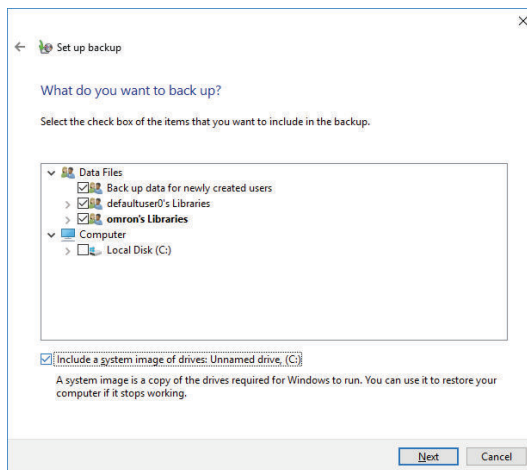 Set up backup
What do you want to back up?
Select the check box of the items that you want to include in the backup.
Data Files
Back up data for newly created users
defaultuser0's Libraries
omron's Libraries
Computer
Local Disk (C:)
Include a system image of drives: Unnamed drive, (C:)
A system image is a copy of the drives required for Windows to run. You can use it to restore your
computer if it stops working.
Next Cancel